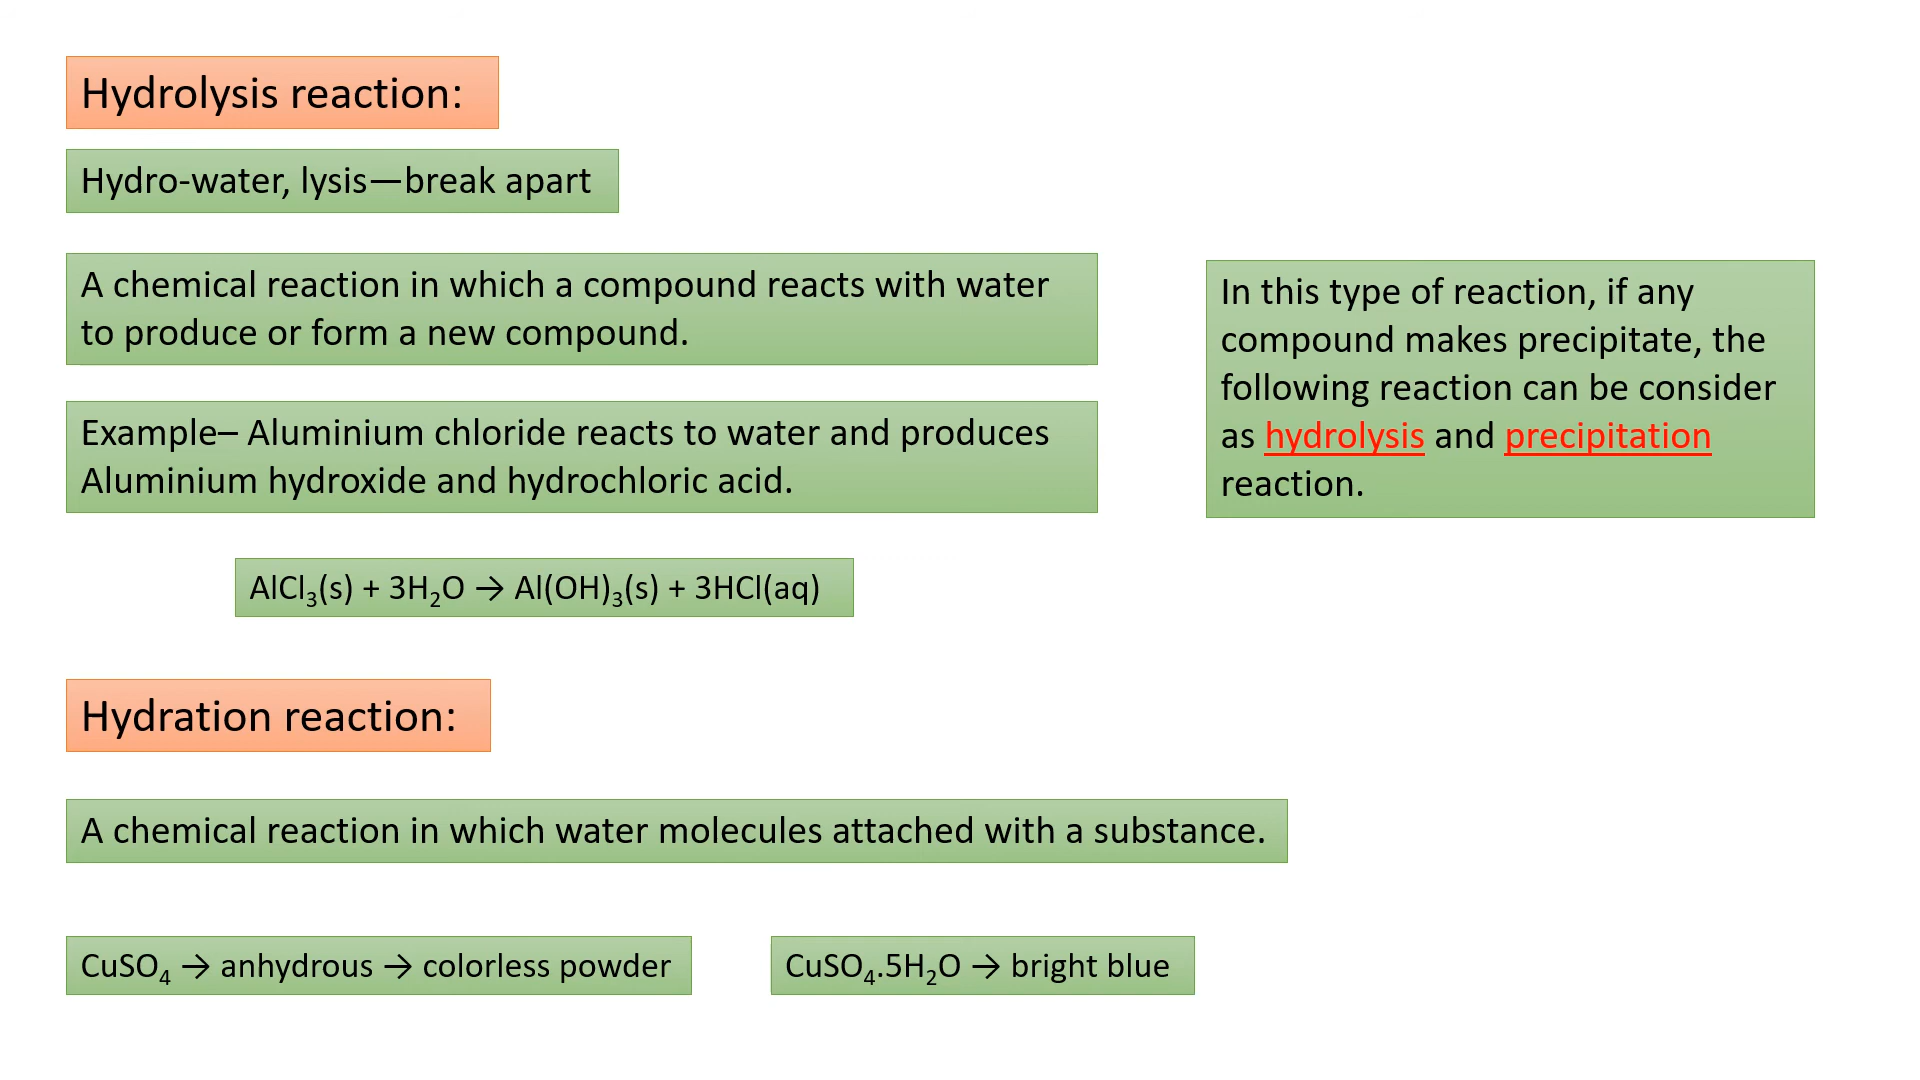 Hydrolysis reaction:
Hydro-water, lysis—break apart
A chemical reaction in which a compound reacts with water
to produce or form a new compound.
Example– Aluminium chloride reacts to water and produces
Aluminium hydroxide and hydrochloric acid.
AlCl₃(s) + 3H₂O → Al(OH)₃(s) + 3HCl(aq)
In this type of reaction, if any
compound makes precipitate, the
following reaction can be consider
as hydrolysis and precipitation
reaction.
Hydration reaction:
A chemical reaction in which water molecules attached with a substance.
CuSO₄ → anhydrous → colorless powder
CuSO₄.5H₂O → bright blue